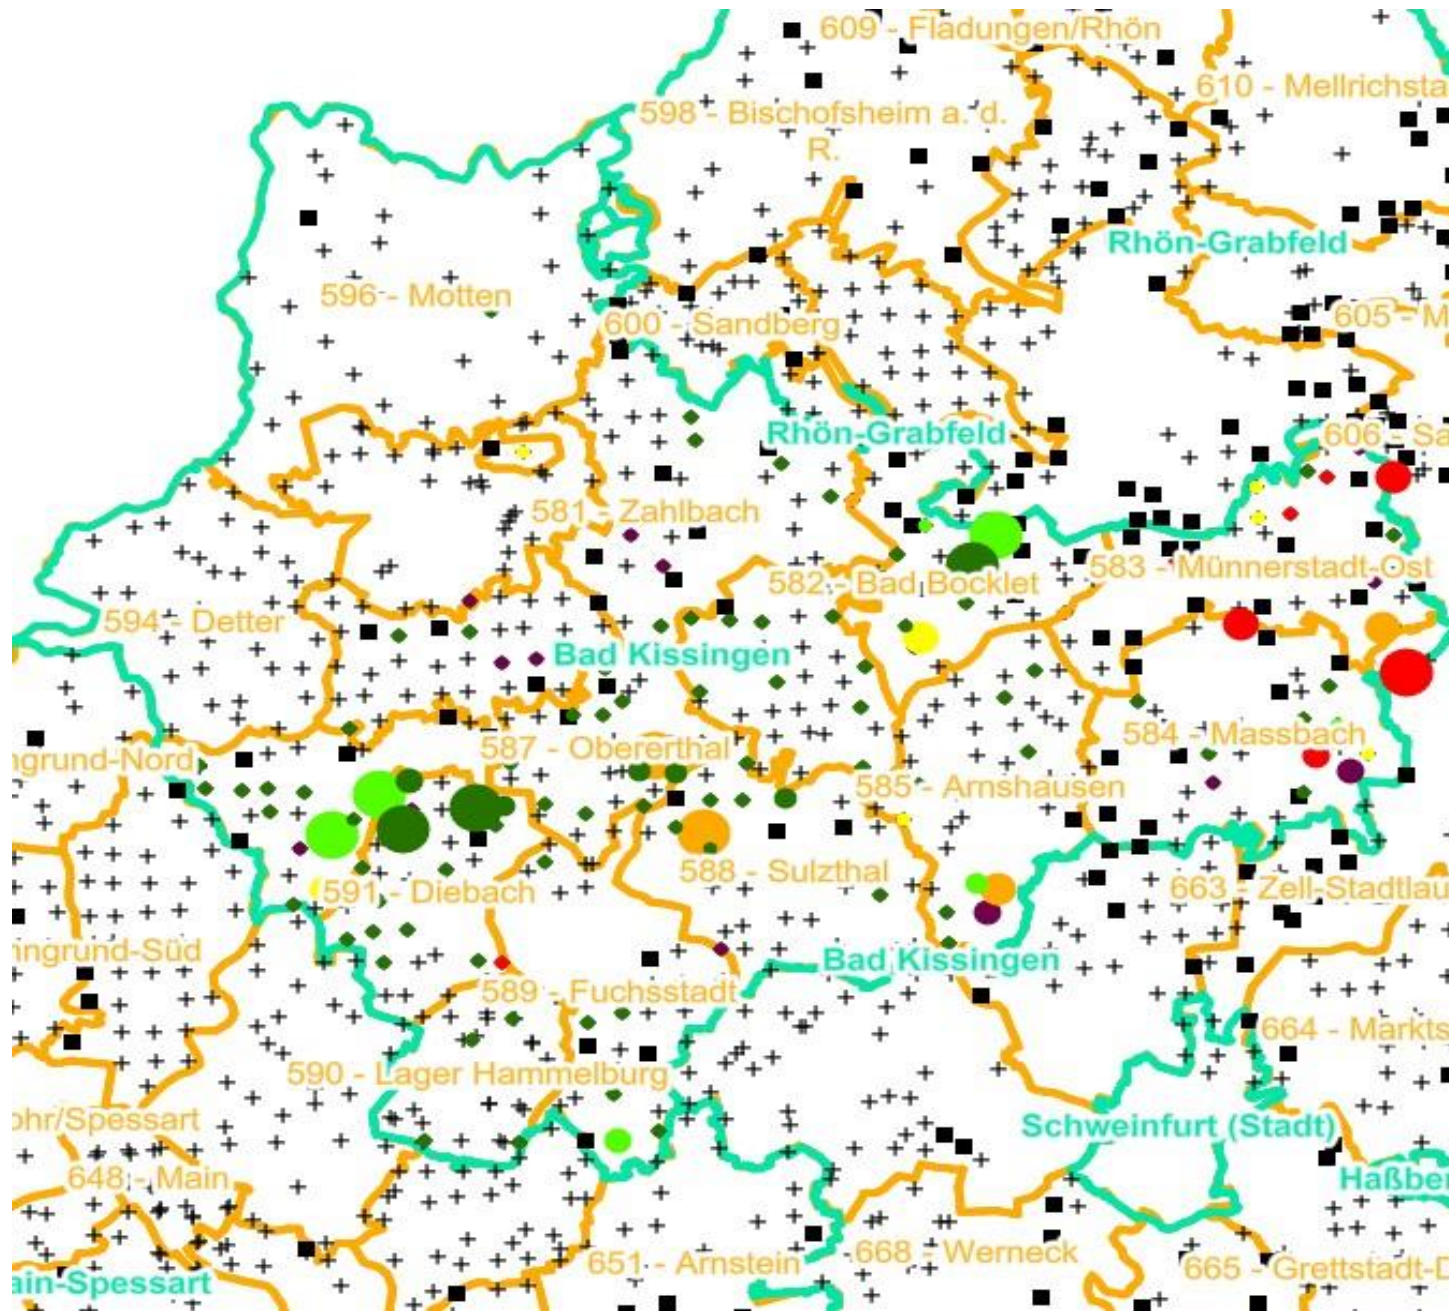 609 - Fladungen/Rhön
610 - Mellrichsta
598 - Bischofsheim a. d.
R.
Rhön-Grabfeld
596 - Motten
600 - Sandberg
605 - M
Rhön-Grabfeld
606 - Sa
581 - Zahlbach
582 - Bad Bocklet
583 - Münnerstadt-Ost
594 - Detter
Bad Kissingen
584 - Massbach
587 - Obererthal
ngrund-Nord
585 - Arnshausen
588 - Sulzthal
591 - Diebach
663 - Zell-Stadtlau
nngrund-Süd
Bad Kissingen
589 - Fuchsstadt
664 - Markts
590 - Lager Hammelburg
ohr/Spessart
Schweinfurt (Stadt)
648 - Main
Haßber
668 - Werneck
651 - Arnstein
665 - Grettstadt-D
ain-Spessart